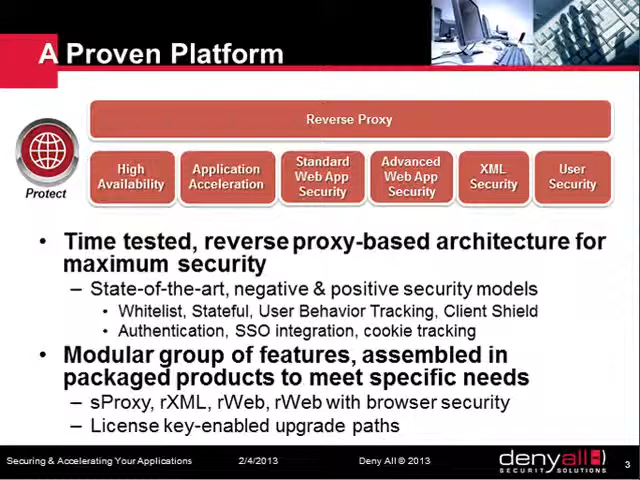 A Proven Platform
Reverse Proxy
Protect
High
Availability
Application
Acceleration
Standard
Web App
Security
Advanced
Web App
Security
XML
Security
User
Security
• Time tested, reverse proxy-based architecture for
maximum security
– State-of-the-art, negative & positive security models
• Whitelist, Stateful, User Behavior Tracking, Client Shield
• Authentication, SSO integration, cookie tracking
• Modular group of features, assembled in
packaged products to meet specific needs
– sProxy, rXML, rWeb, rWeb with browser security
– License key-enabled upgrade paths
Securing & Accelerating Your Applications 2/4/2013 Deny All © 2013
denyall
SECURITY SOLUTIONS
3